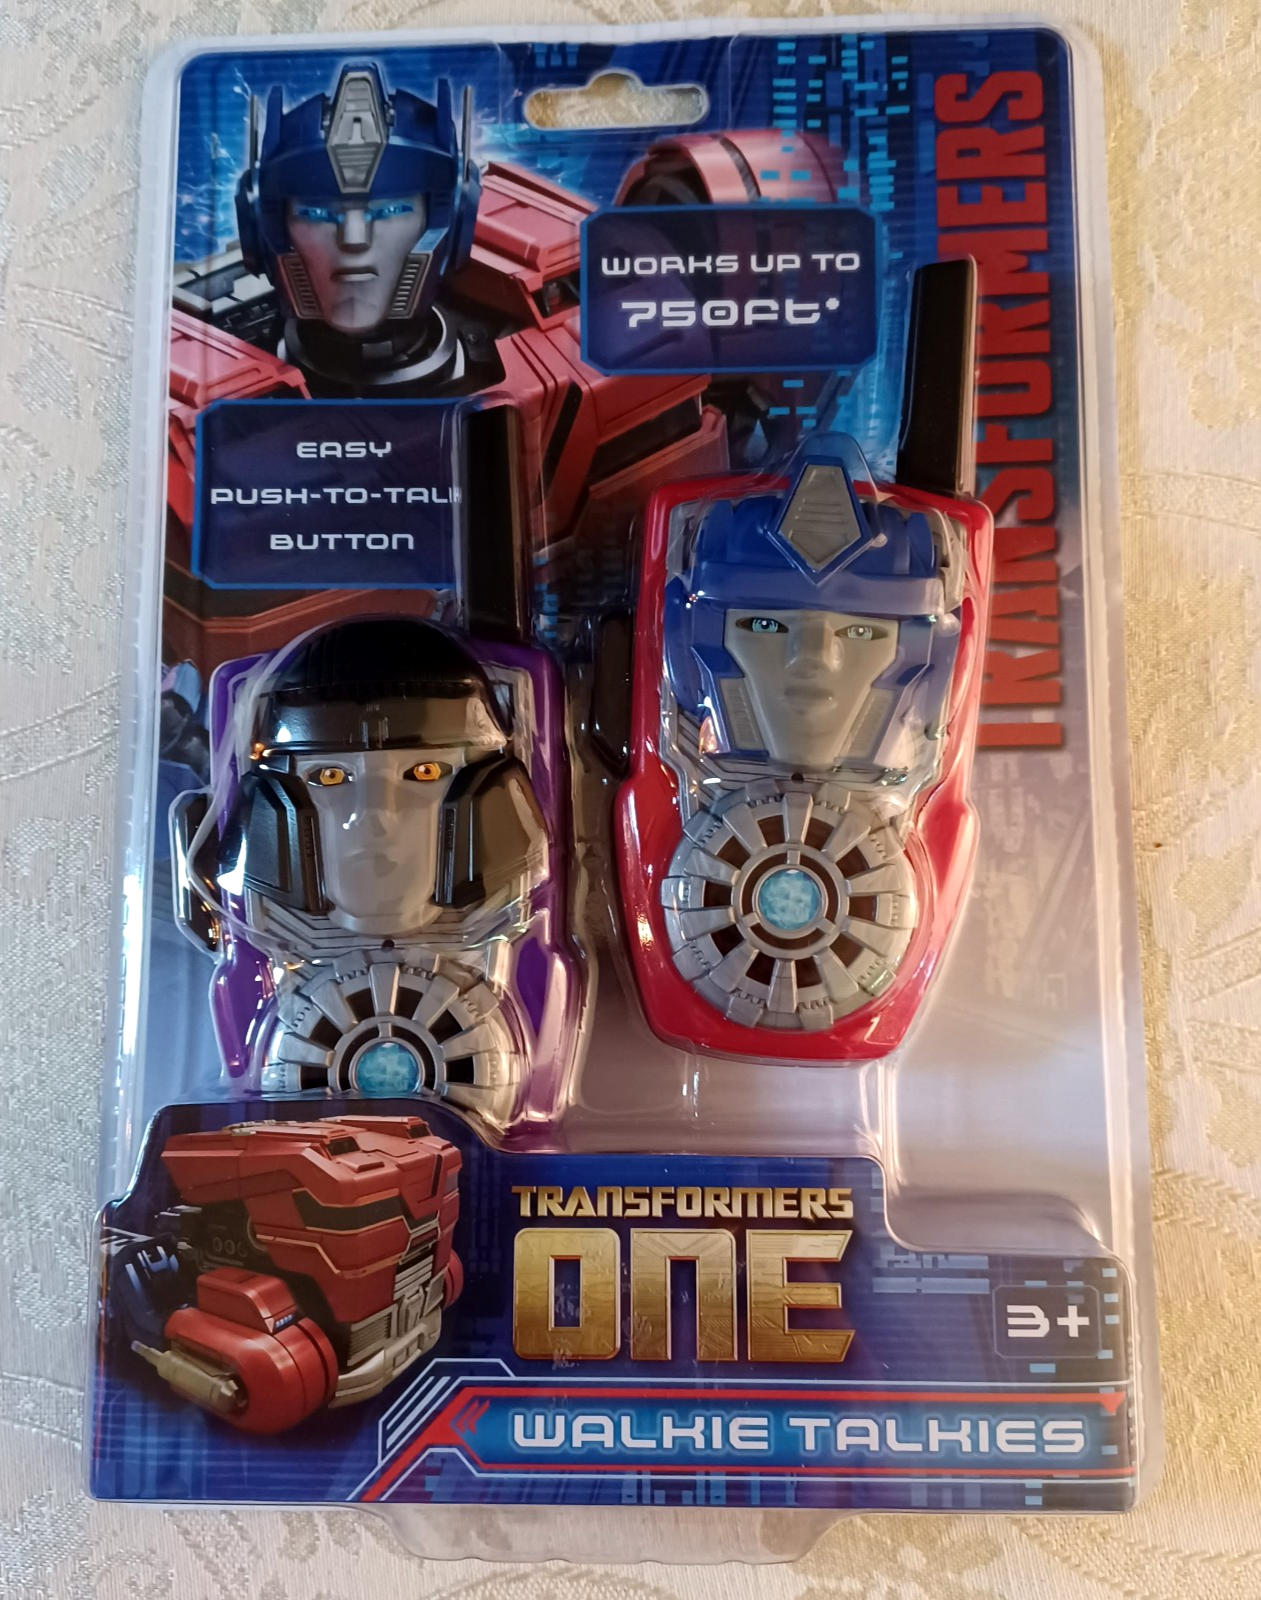 WORKS UP TO
750ft*
TRANSFORMERS
EASY
PUSH-TO-TALK
BUTTON
TRANSFORMERS
ONE
3+
WALKIE TALKIES